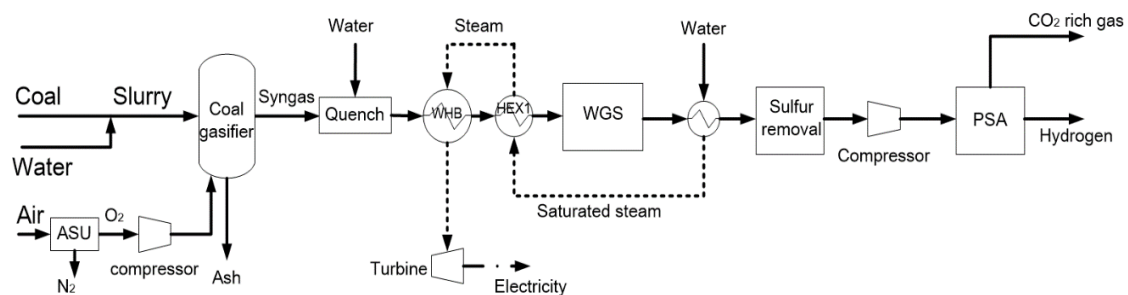 CO₂ rich gas
Water
Steam
Water
Coal
Slurry
Coal gasifier
Syngas
Quench
WHB
HEX1
WGS
Sulfur removal
Compressor
PSA
Hydrogen
Water
Air
ASU
O₂
compressor
N₂
Ash
Saturated steam
Turbine
Electricity